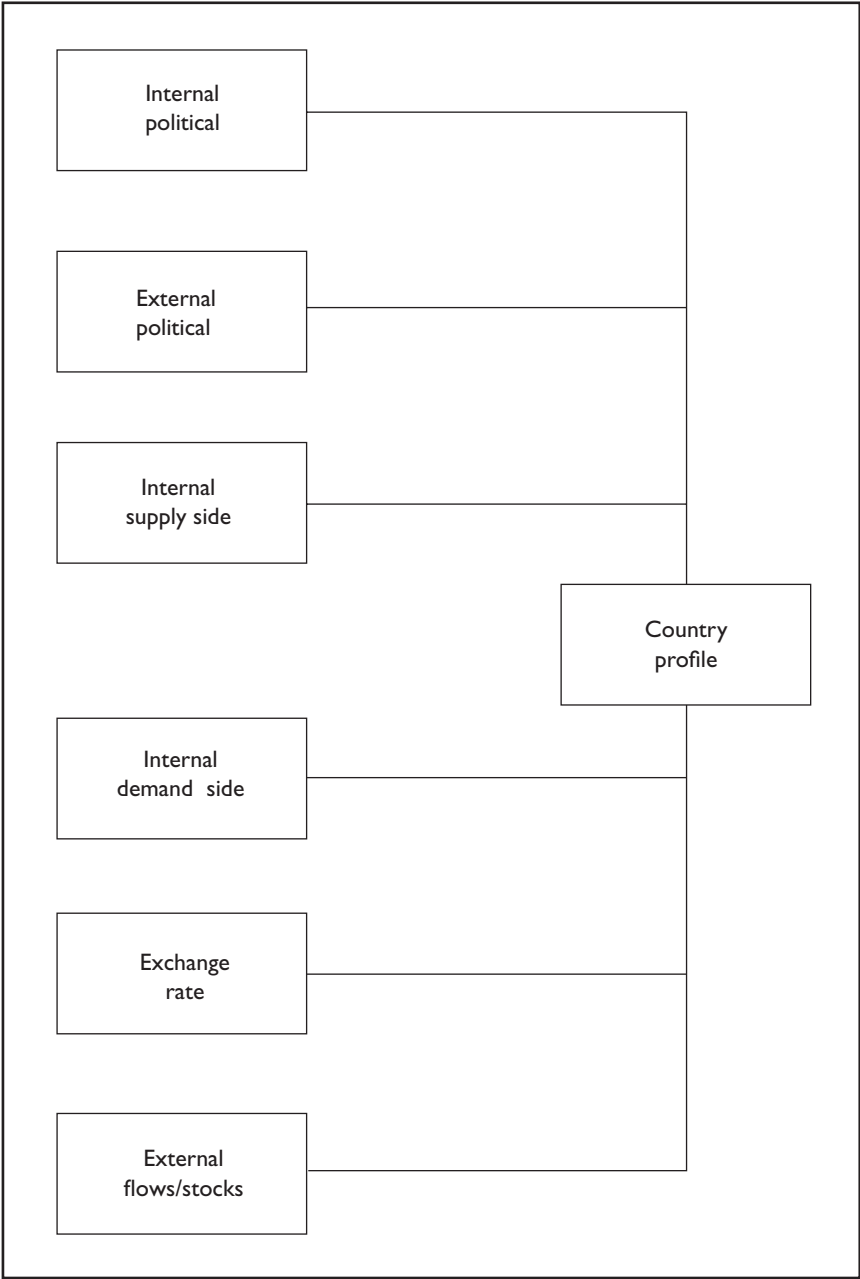 Internal
political
External
political
Internal
supply side
Country
profile
Internal
demand side
Exchange
rate
External
flows/stocks